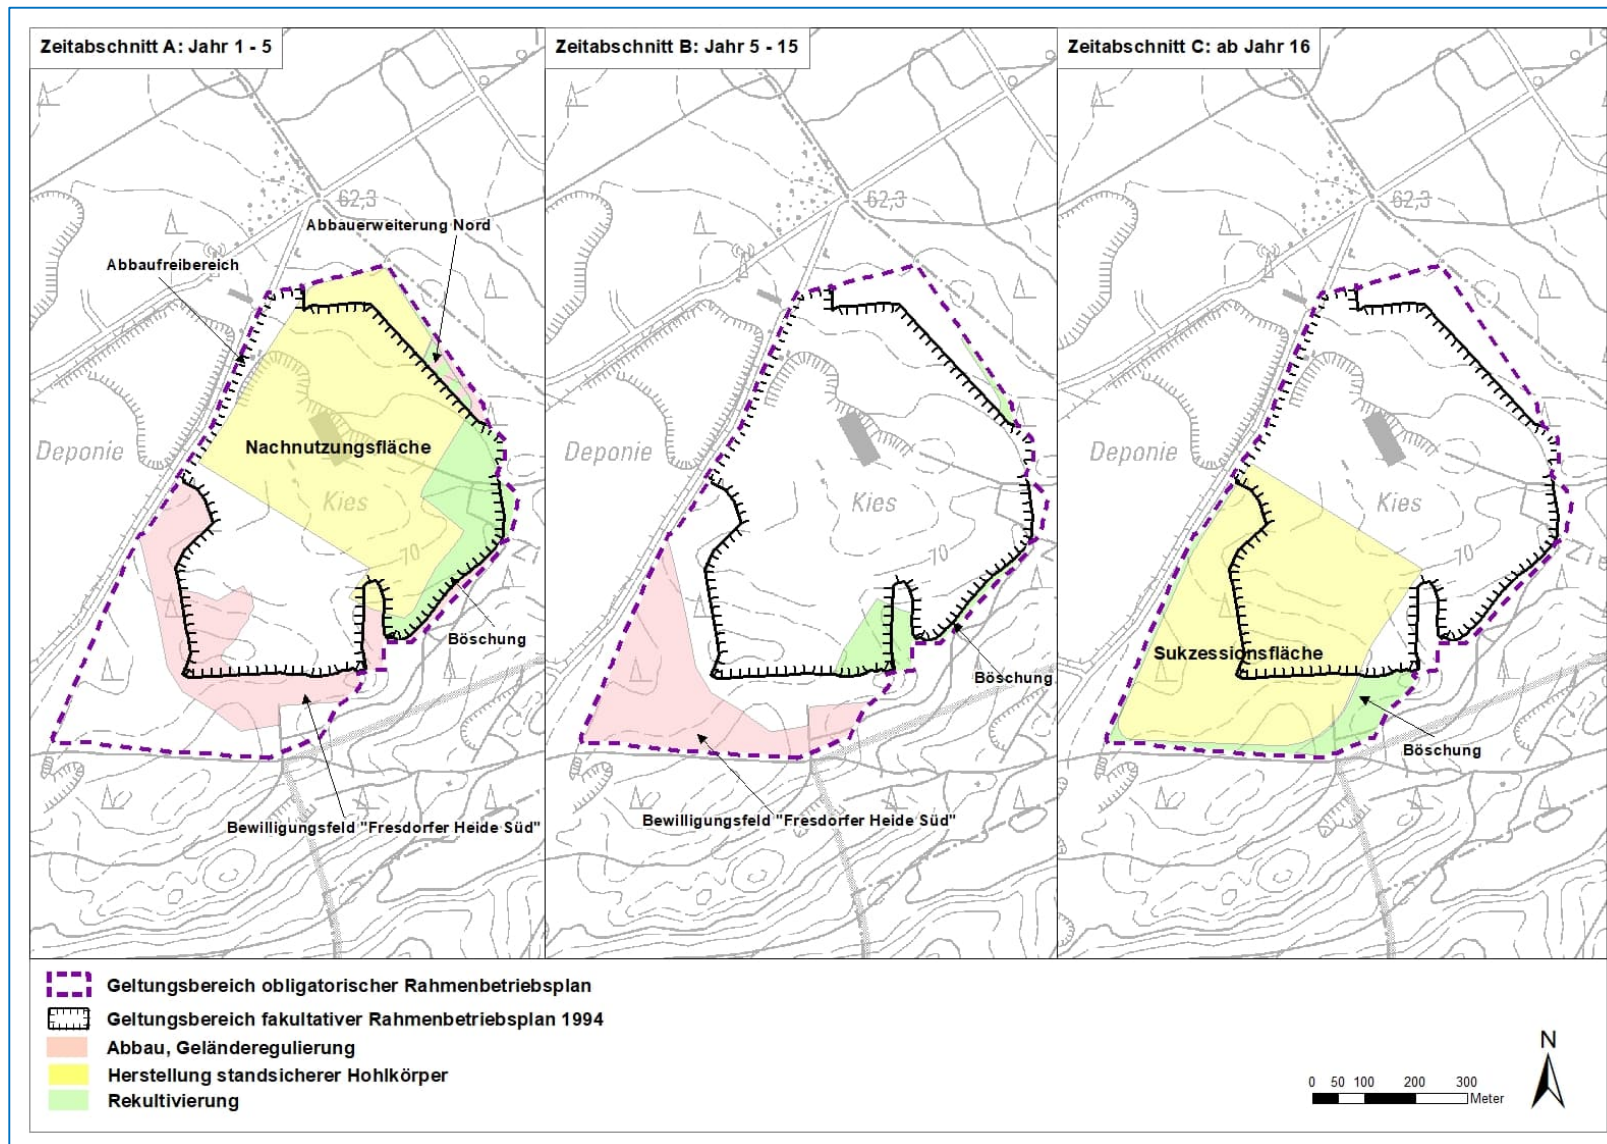 Zeitabschnitt A: Jahr 1 - 5
62,3
Abbauerweiterung Nord
Abbaufreibereich
Deponie
Nachnutzungsfläche
Kies
70
Böschung
Bewilligungsfeld "Fresdorfer Heide Süd"
Zeitabschnitt B: Jahr 5 - 15
62,3
Deponie
Kies
70
Böschung
Bewilligungsfeld "Fresdorfer Heide Süd"
Zeitabschnitt C: ab Jahr 16
62,3
Deponie
Kies
70
Zie
Sukzessionsfläche
Böschung
Geltungsbereich obligatorischer Rahmenbetriebsplan
Geltungsbereich fakultativer Rahmenbetriebsplan 1994
Abbau, Geländeregulierung
Herstellung standsicherer Hohlkörper
Rekultivierung
N
0 50 100 200 300
Meter